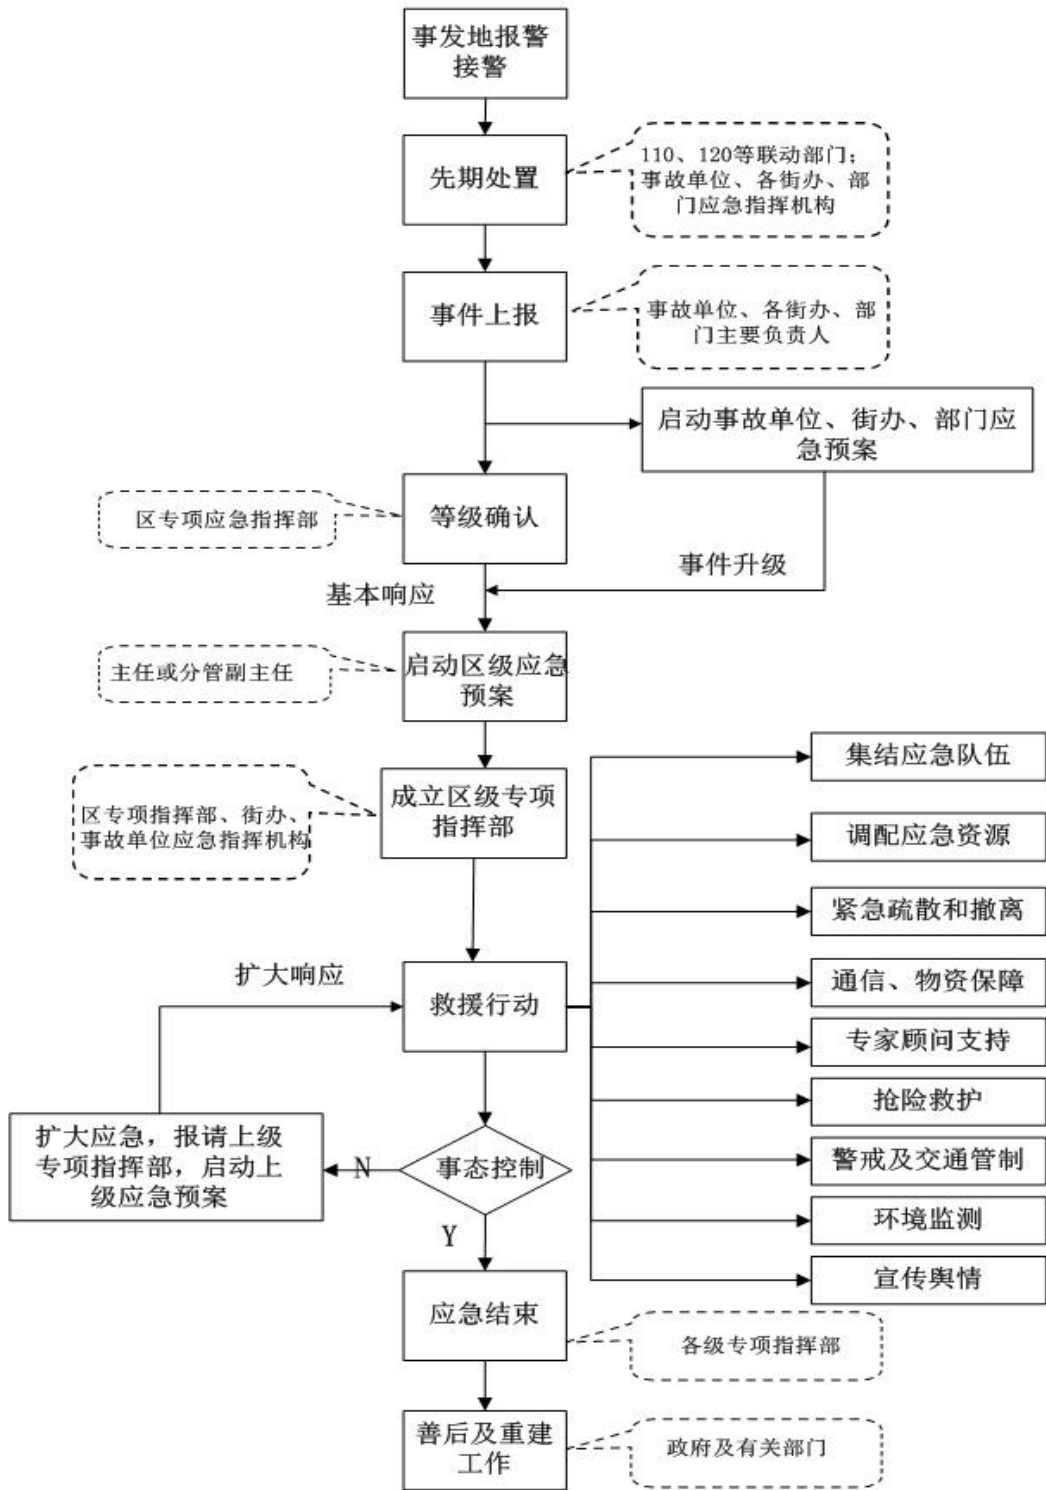 事发地报警
接警
先期处置
110、120等联动部门；
事故单位、各街办、部
门应急指挥机构
事件上报
事故单位、各街办、部
门主要负责人
启动事故单位、街办、部门应
急预案
区专项应急指挥部
等级确认
事件升级
基本响应
主任或分管副主任
启动区级应急
预案
区专项指挥部、街办、
事故单位应急指挥机构
成立区级专项
指挥部
集结应急队伍
调配应急资源
紧急疏散和撤离
通信、物资保障
专家顾问支持
抢险救护
警戒及交通管制
环境监测
宣传舆情
扩大响应
救援行动
扩大应急，报请上级
专项指挥部，启动上
级应急预案
N
事态控制
Y
应急结束
各级专项指挥部
善后及重建
工作
政府及有关部门